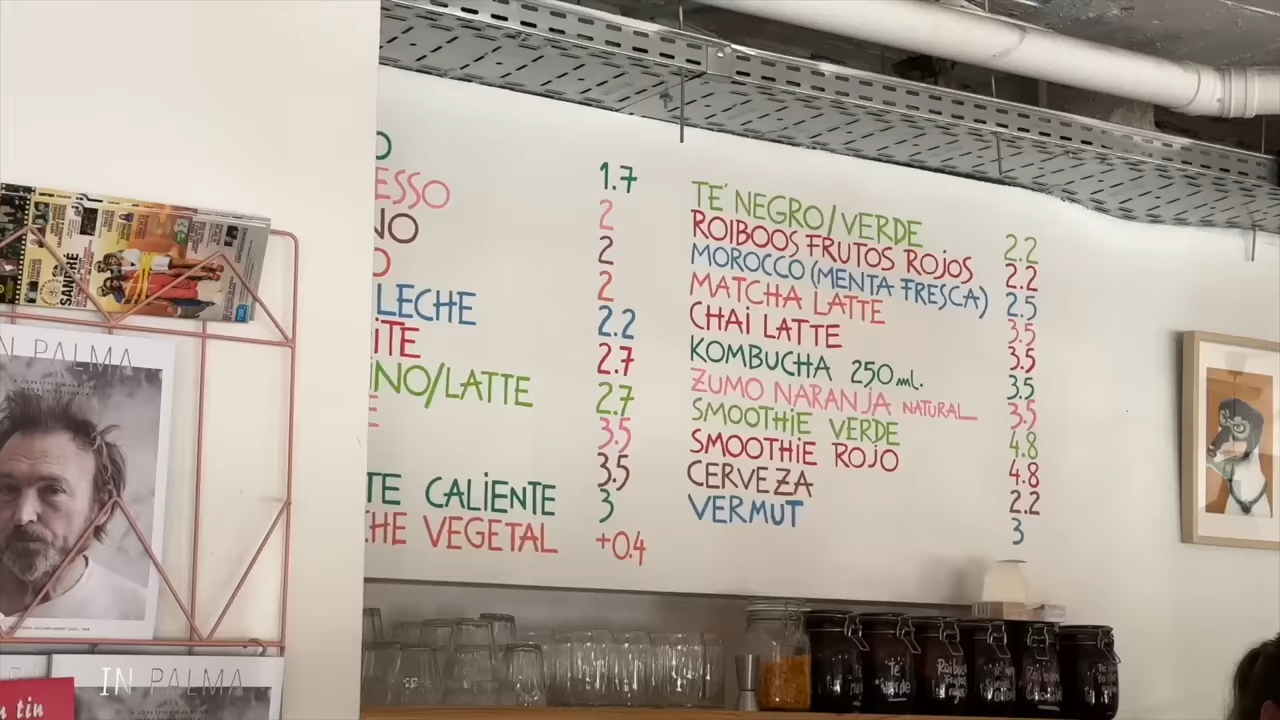 SANGRE
IN PALMA
IN PALMA
n tin
O
ESSO
NO
O
LECHE
iTE
INO/LATTE
E
TE CALiENTE
CHE VEGETAL
1.7
2
2
2
2.2
2.7
2.7
3.5
3.5
3
+0.4
TÉ NEGRO/VERDE 2.2
ROIBOOS FRUTOS ROJOS 2.2
MOROCCO (MENTA FRESCA) 2.5
MATCHA LATTE 3.5
CHAi LATTE 3.5
KOMBUCHA 250 ml. 3.5
ZUMO NARANJA NATURAL 3.5
SMOOTHiE VERDE 4.8
SMOOTHiE ROJO 4.8
CERVEZA 2.2
VERMUT 3